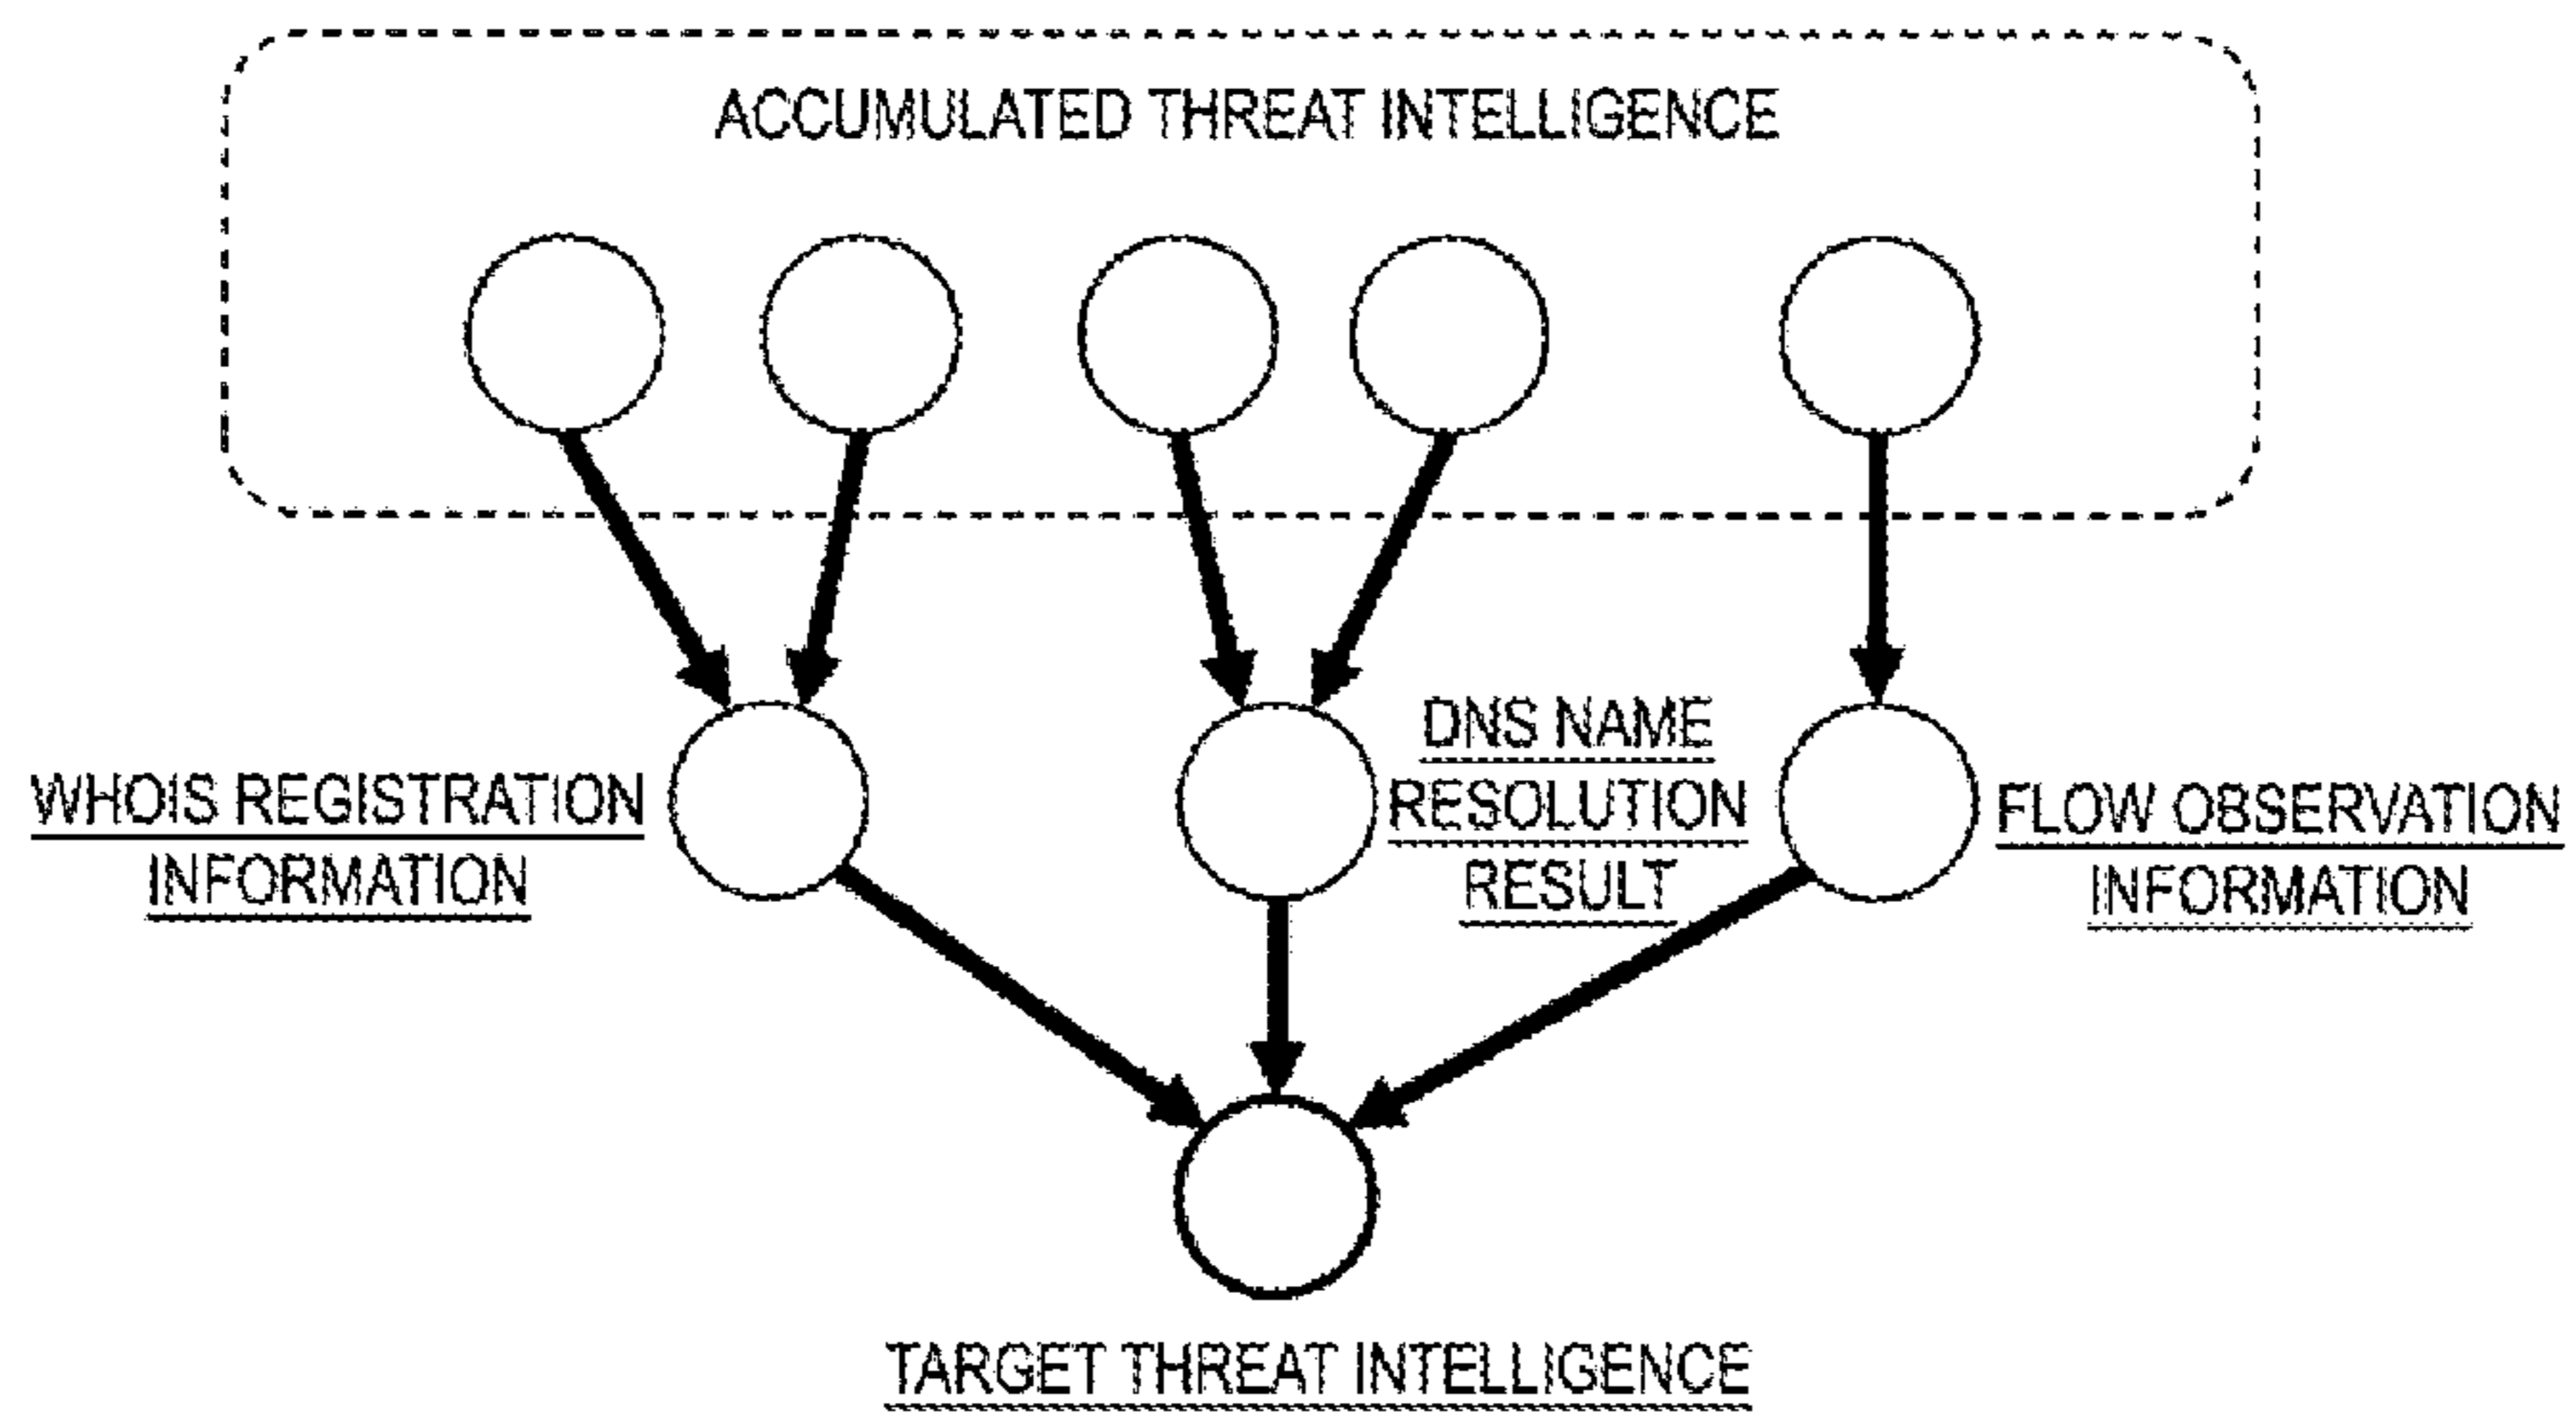 ACCUMULATED THREAT INTELLIGENCE
WHOIS REGISTRATION
INFORMATION
DNS NAME
RESOLUTION
RESULT
FLOW OBSERVATION
INFORMATION
TARGET THREAT INTELLIGENCE